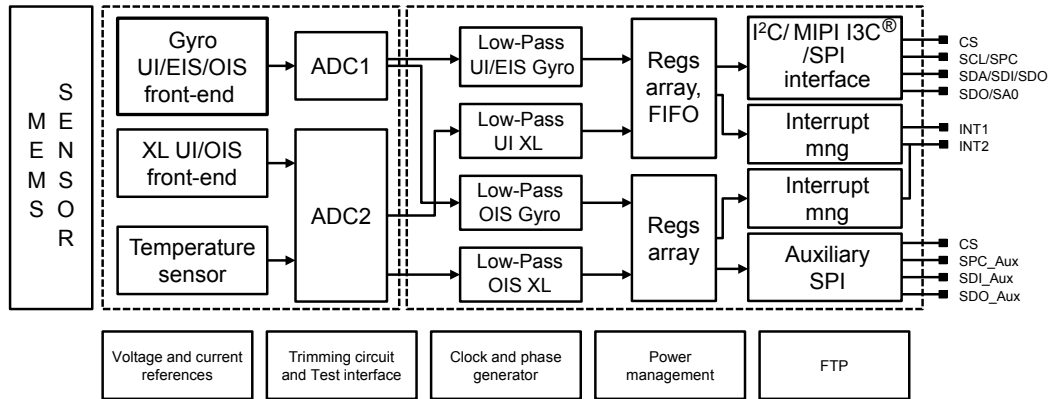 MEMS
SENSOR
Gyro
UI/EIS/OIS
front-end
XL UI/OIS
front-end
Temperature
sensor
ADC1
ADC2
Low-Pass
UI/EIS Gyro
Low-Pass
UI XL
Low-Pass
OIS Gyro
Low-Pass
OIS XL
Regs
array,
FIFO
Regs
array
I²C/ MIPI I3C®
/SPI
interface
Interrupt
mng
Interrupt
mng
Auxiliary
SPI
CS
SCL/SPC
SDA/SDI/SDO
SDO/SA0
INT1
INT2
CS
SPC_Aux
SDI_Aux
SDO_Aux
Voltage and current
references
Trimming circuit
and Test interface
Clock and phase
generator
Power
management
FTP